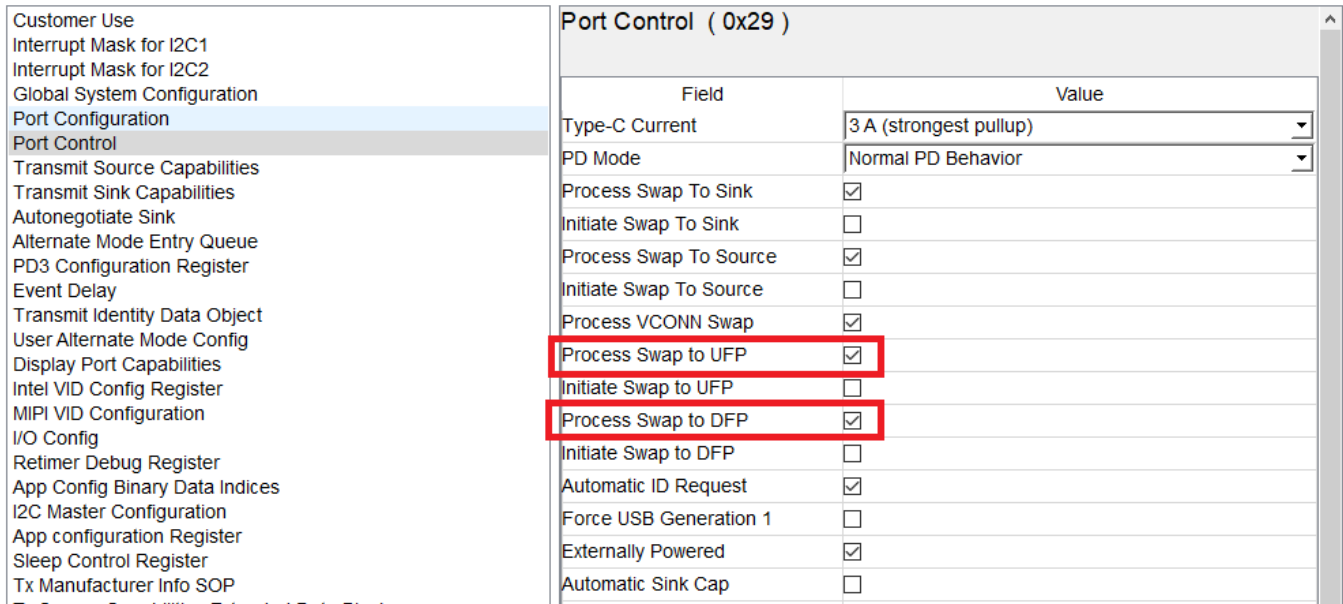 Customer Use
Interrupt Mask for I2C1
Interrupt Mask for I2C2
Global System Configuration
Port Configuration
Port Control
Transmit Source Capabilities
Transmit Sink Capabilities
Autonegotiate Sink
Alternate Mode Entry Queue
PD3 Configuration Register
Event Delay
Transmit Identity Data Object
User Alternate Mode Config
Display Port Capabilities
Intel VID Config Register
MIPI VID Configuration
I/O Config
Retimer Debug Register
App Config Binary Data Indices
I2C Master Configuration
App configuration Register
Sleep Control Register
Tx Manufacturer Info SOP
Port Control ( 0x29 )
Field Value
Type-C Current 3 A (strongest pullup)
PD Mode Normal PD Behavior
Process Swap To Sink
Initiate Swap To Sink
Process Swap To Source
Initiate Swap To Source
Process VCONN Swap
Process Swap to UFP
Initiate Swap to UFP
Process Swap to DFP
Initiate Swap to DFP
Automatic ID Request
Force USB Generation 1
Externally Powered
Automatic Sink Cap